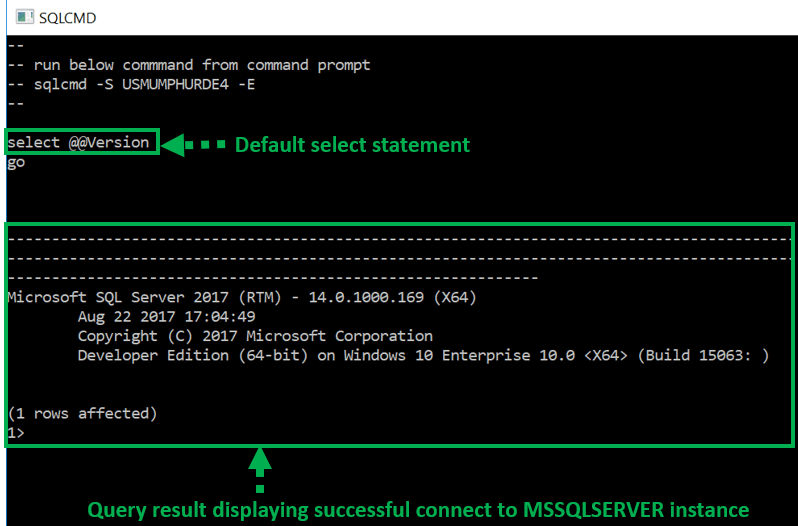 SQLCMD
--
-- run below commmand from command prompt
-- sqlcmd -S USMUMPHURDE4 -E
--
select @@Version
Default select statement
go
--------------------------------------------------------------------------------
--------------------------------------------------------------------------------
------------------------------------------------------
Microsoft SQL Server 2017 (RTM) - 14.0.1000.169 (X64)
Aug 22 2017 17:04:49
Copyright (C) 2017 Microsoft Corporation
Developer Edition (64-bit) on Windows 10 Enterprise 10.0 <X64> (Build 15063: )
(1 rows affected)
1>
Query result displaying successful connect to MSSQLSERVER instance